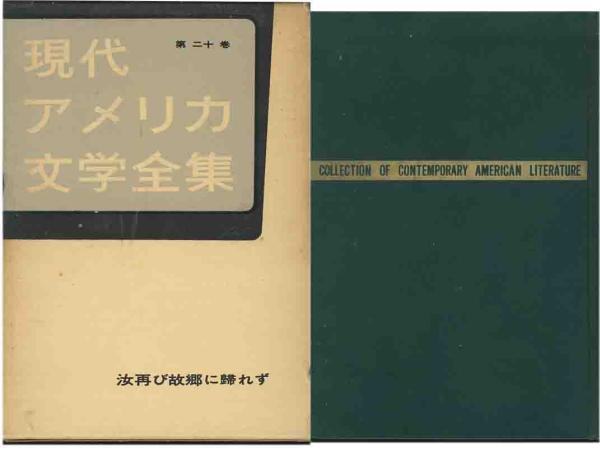 第二十巻
現代
アメリカ
文学全集
汝再び故郷に歸れず
COLLECTION OF CONTEMPORARY AMERICAN LITERATURE